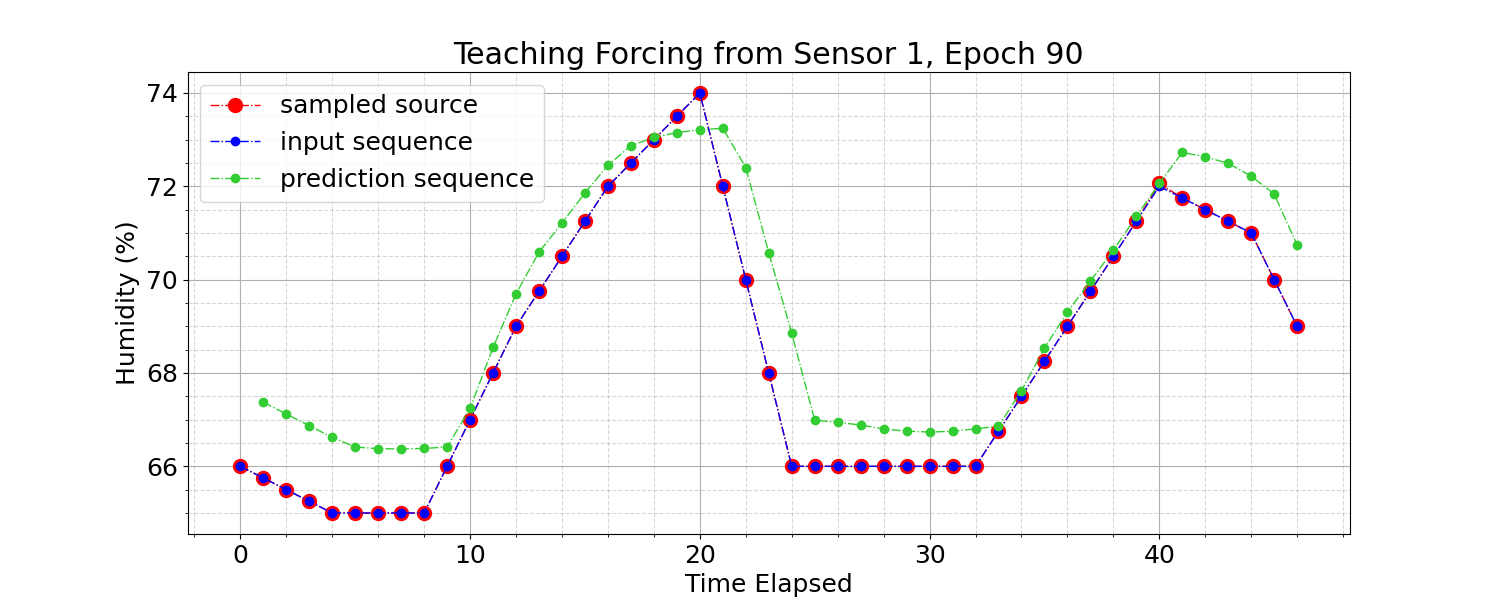 Teaching Forcing from Sensor 1, Epoch 90
sampled source
input sequence
prediction sequence
Humidity (%)
74
72
70
68
66
0 10 20 30 40
Time Elapsed